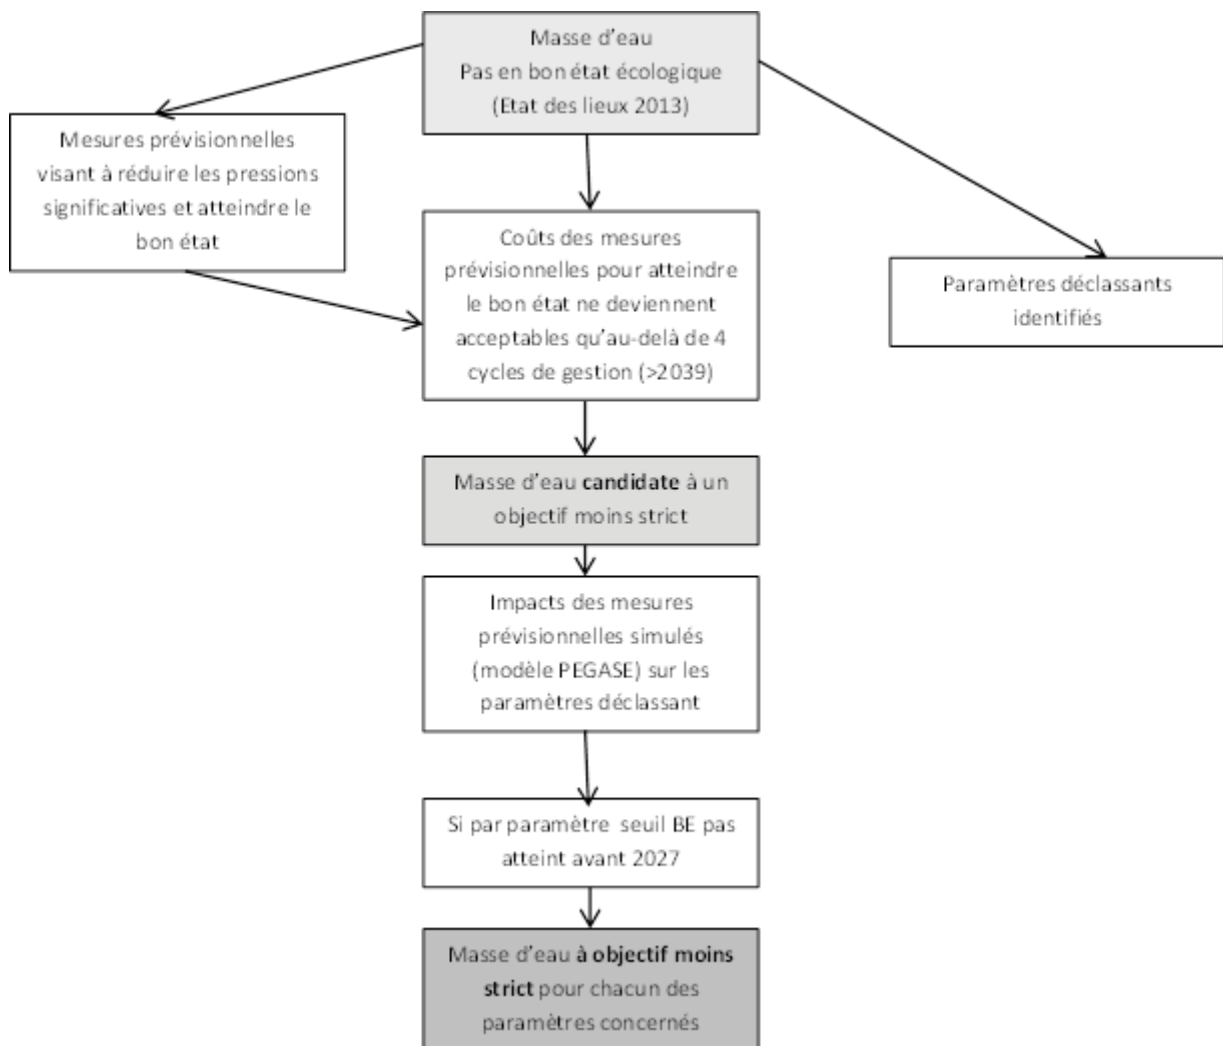 Masse d'eau
Pas en bon état écologique
(Etat des lieux 2013)
Mesures prévisionnelles
visant à réduire les pressions
significatives et atteindre le
bon état
Coûts des mesures
prévisionnelles pour atteindre
le bon état ne deviennent
acceptables qu'au-delà de 4
cycles de gestion (>2039)
Paramètres déclassants
identifiés
Masse d'eau candidate à un
objectif moins strict
Impacts des mesures
prévisionnelles simulés
(modèle PEGASE) sur les
paramètres déclassant
Si par paramètre seuil BE pas
atteint avant 2027
Masse d'eau à objectif moins
strict pour chacun des
paramètres concernés